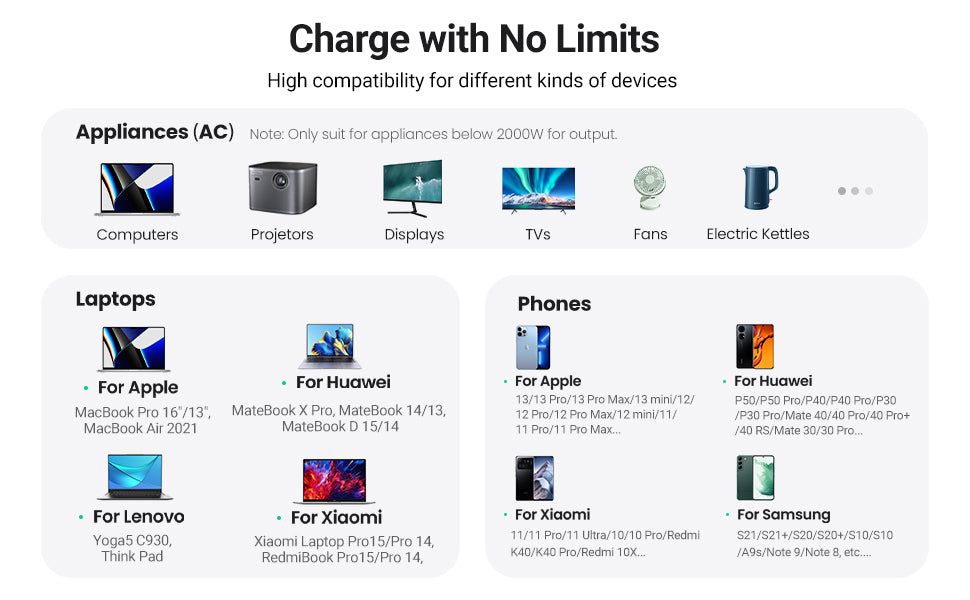 Charge with No Limits
High compatibility for different kinds of devices
Appliances (AC) Note: Only suit for appliances below 2000W for output.
Computers
Projetors
Displays
TVs
Fans
Electric Kettles
Laptops
For Apple
MacBook Pro 16"/13",
MacBook Air 2021
For Huawei
MateBook X Pro, MateBook 14/13,
MateBook D 15/14
For Lenovo
Yoga5 C930,
Think Pad
For Xiaomi
Xiaomi Laptop Pro15/Pro 14,
RedmiBook Pro15/Pro 14,
Phones
For Apple
13/13 Pro/13 Pro Max/13 mini/12/
12 Pro/12 Pro Max/12 mini/11/
11 Pro/11 Pro Max...
For Huawei
P50/P50 Pro/P40/P40 Pro/P30
/P30 Pro/Mate 40/40 Pro/40 Pro+
/40 RS/Mate 30/30 Pro...
For Xiaomi
11/11 Pro/11 Ultra/10/10 Pro/Redmi
K40/K40 Pro/Redmi 10X...
For Samsung
S21/S21+/S20/S20+/S10/S10
/A9s/Note 9/Note 8, etc....